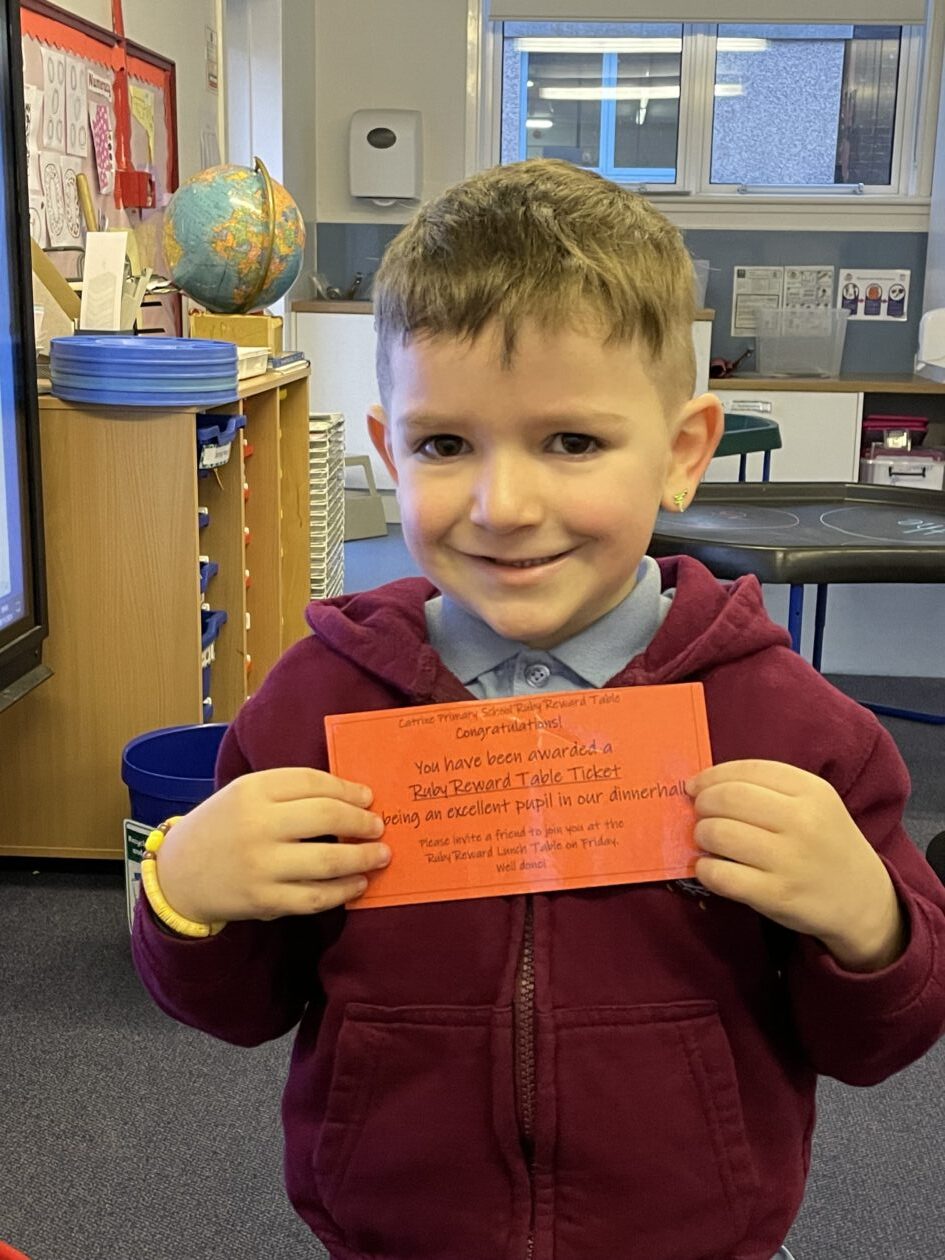 Numeracy
Catrine Primary School Ruby Reward Table
Congratulations!
You have been awarded a
Ruby Reward Table Ticket
being an excellent pupil in our dinnerhall
Please invite a friend to join you at the
Ruby Reward Lunch Table on Friday.
Well done!